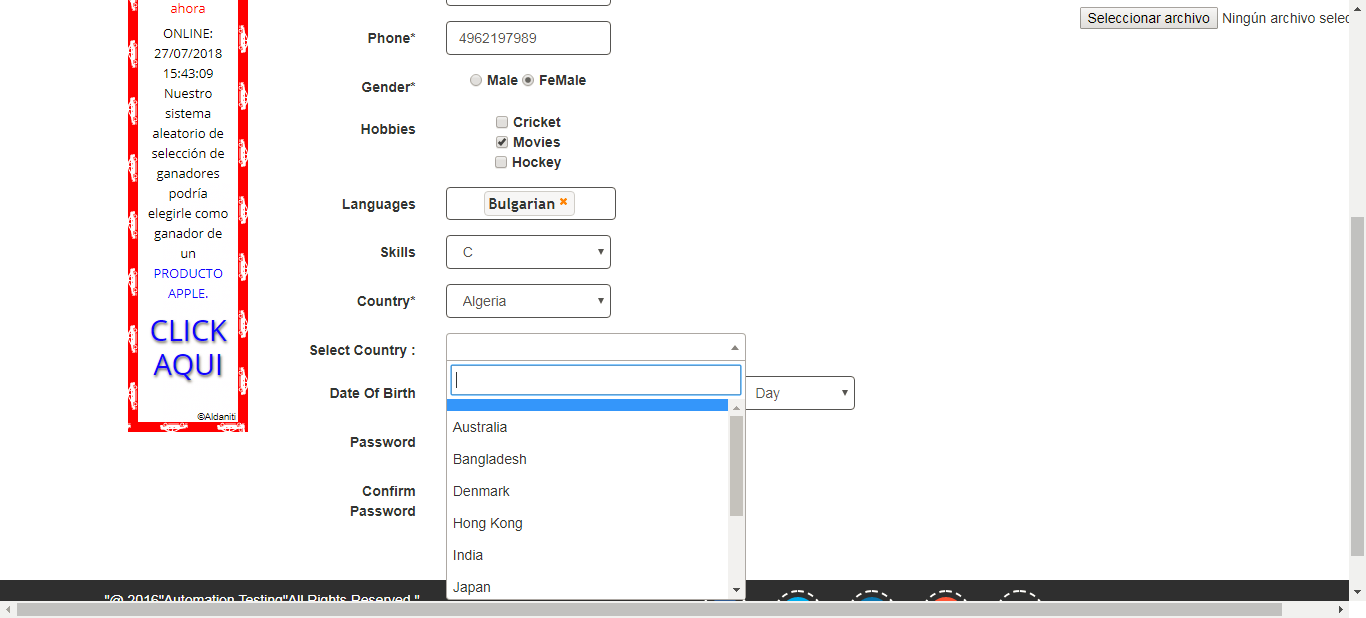 ahora
ONLINE:
27/07/2018
15:43:09
Nuestro
sistema
aleatorio de
selección de
ganadores
podría
elegirle como
ganador de
un
PRODUCTO
APPLE.
CLICK
AQUI
©Aldaniti
Seleccionar archivo Ningún archivo selec
Phone* 4962197989
Gender* Male FeMale
Hobbies
Cricket
Movies
Hockey
Languages Bulgarian
Skills C
Country* Algeria
Select Country :
Date Of Birth Day
Password
Confirm
Password
Australia
Bangladesh
Denmark
Hong Kong
India
Japan
"@ 2016"Automation Testing"All Rights Reserved."